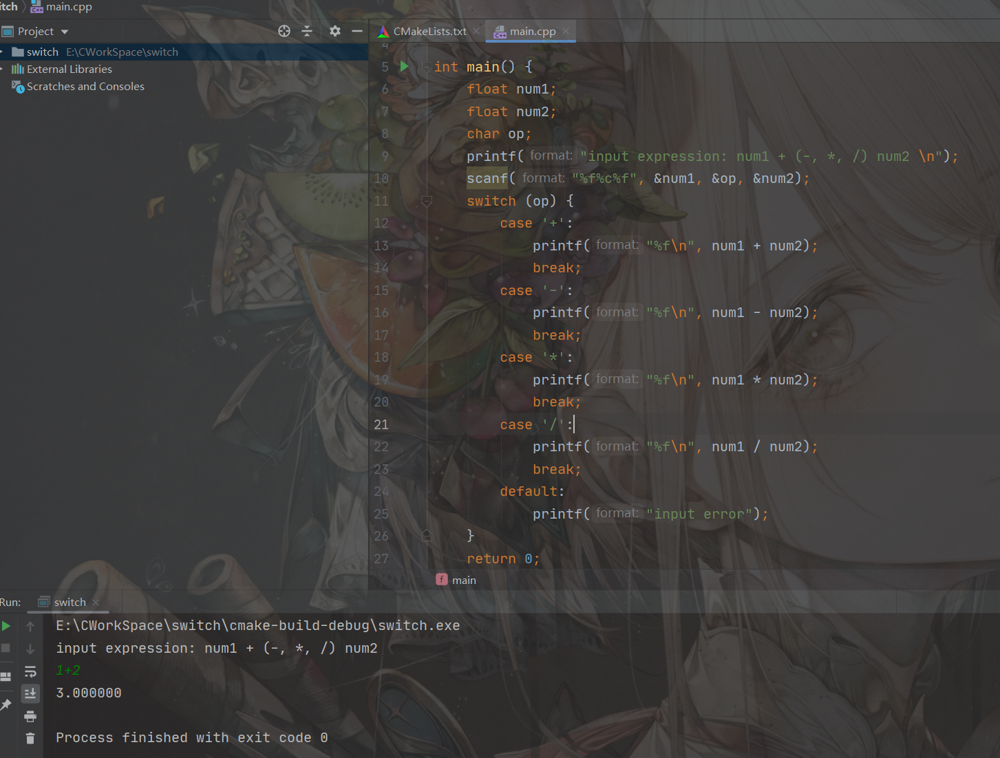 itch main.cpp
Project
CMakeLists.txt main.cpp
switch E:\CWorkSpace\switch
External Libraries
Scratches and Consoles
4
5 int main() {
6 float num1;
7 float num2;
8 char op;
9 printf( format: "input expression: num1 + (-, *, /) num2 \n");
10 scanf( format: "%f%c%f", &num1, &op, &num2);
11 switch (op) {
12 case '+':
13 printf( format: "%f\n", num1 + num2);
14 break;
15 case '-':
16 printf( format: "%f\n", num1 - num2);
17 break;
18 case '*':
19 printf( format: "%f\n", num1 * num2);
20 break;
21 case '/':
22 printf( format: "%f\n", num1 / num2);
23 break;
24 default:
25 printf( format: "input error");
26 }
27 return 0;
f main
Run: switch
E:\CWorkSpace\switch\cmake-build-debug\switch.exe
input expression: num1 + (-, *, /) num2
1+2
3.000000
Process finished with exit code 0